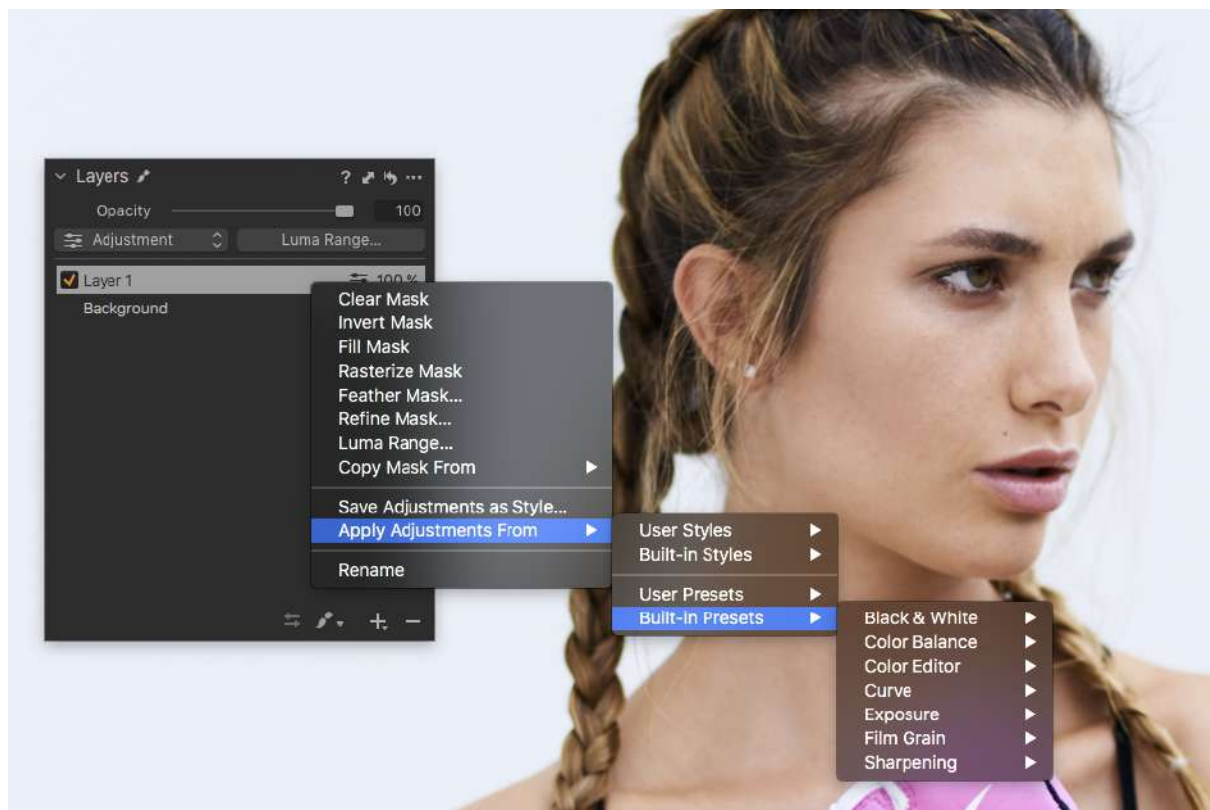 Layers
?
Opacity 100
Adjustment Luma Range...
Layer 1 100 %
Background
Clear Mask
Invert Mask
Fill Mask
Rasterize Mask
Feather Mask...
Refine Mask...
Luma Range...
Copy Mask From
Save Adjustments as Style...
Apply Adjustments From
Rename
User Styles
Built-in Styles
User Presets
Built-in Presets
Black & White
Color Balance
Color Editor
Curve
Exposure
Film Grain
Sharpening